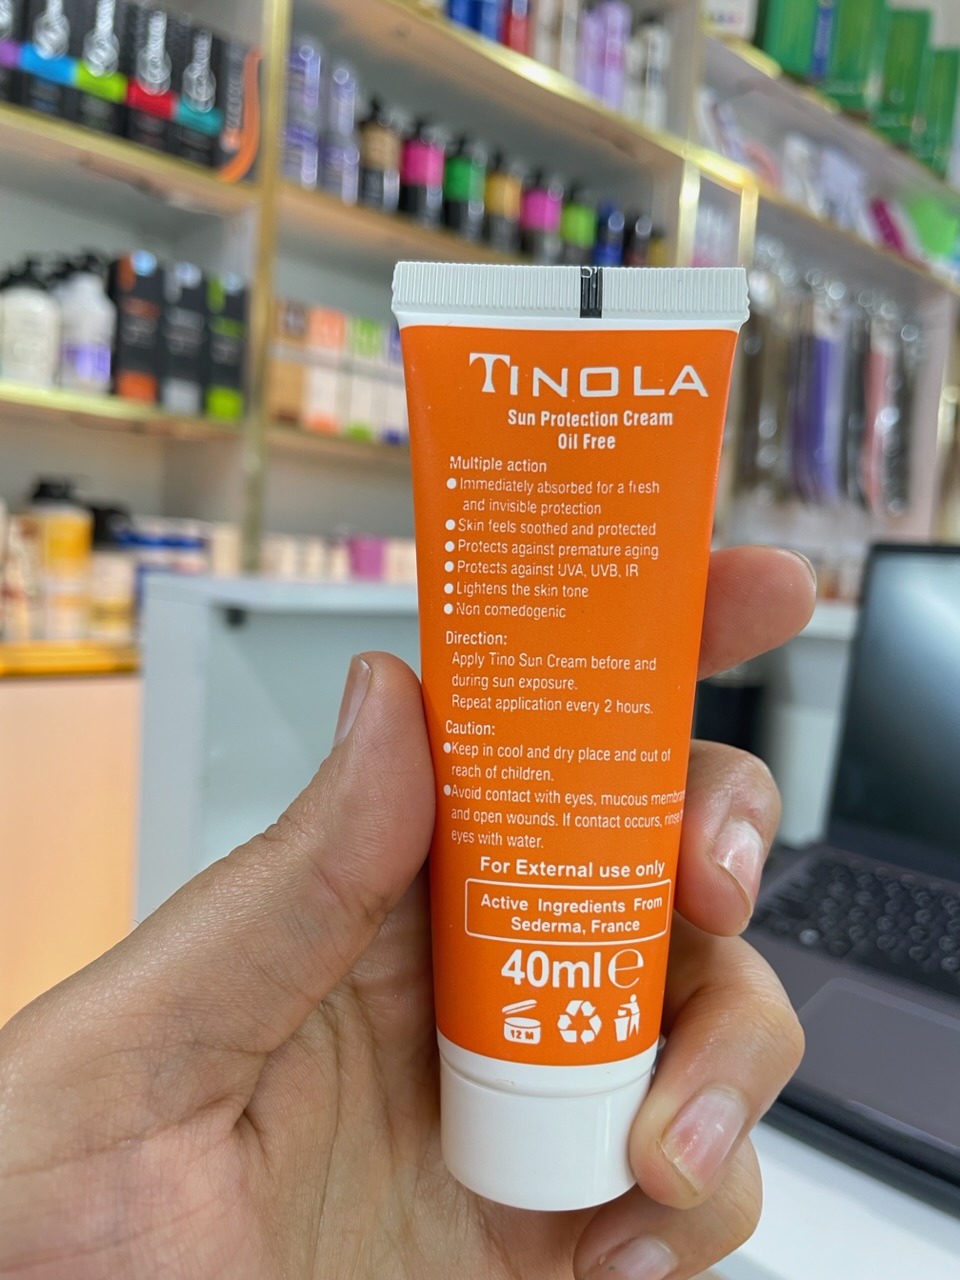 TINOLA
Sun Protection Cream
Oil Free
Multiple action
● Immediately absorbed for a fresh
and invisible protection
● Skin feels soothed and protected
● Protects against premature aging
● Protects against UVA, UVB, IR
● Lightens the skin tone
● Non comedogenic
Direction:
Apply Tino Sun Cream before and
during sun exposure.
Repeat application every 2 hours.
Caution:
● Keep in cool and dry place and out of
reach of children.
● Avoid contact with eyes, mucous membran
and open wounds. If contact occurs, rinse
eyes with water.
For External use only
Active Ingredients From
Sederma, France
40ml e
12 M